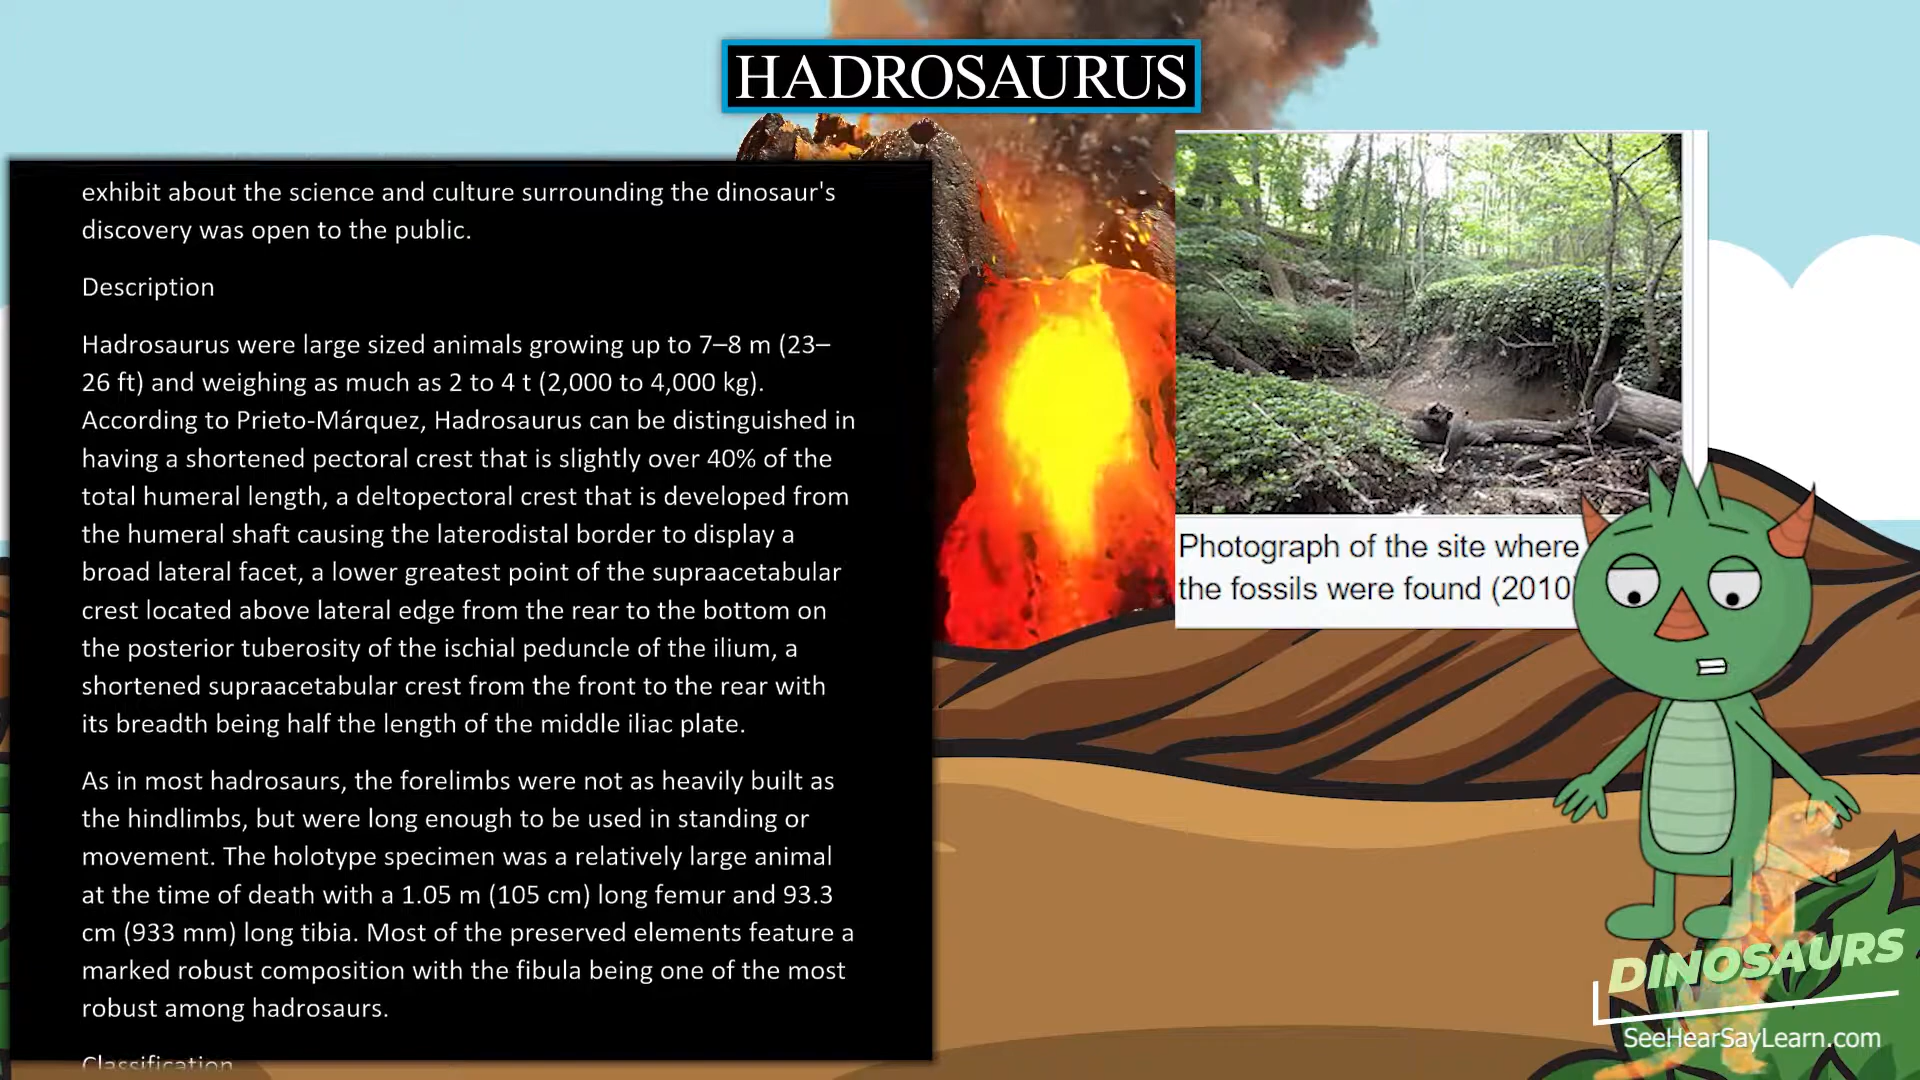 HADROSAURUS
exhibit about the science and culture surrounding the dinosaur's
discovery was open to the public.
Description
Hadrosaurus were large sized animals growing up to 7–8 m (23–
26 ft) and weighing as much as 2 to 4 t (2,000 to 4,000 kg).
According to Prieto-Márquez, Hadrosaurus can be distinguished in
having a shortened pectoral crest that is slightly over 40% of the
total humeral length, a deltopectoral crest that is developed from
the humeral shaft causing the laterodistal border to display a
broad lateral facet, a lower greatest point of the supraacetabular
crest located above lateral edge from the rear to the bottom on
the posterior tuberosity of the ischial peduncle of the ilium, a
shortened supraacetabular crest from the front to the rear with
its breadth being half the length of the middle iliac plate.
As in most hadrosaurs, the forelimbs were not as heavily built as
the hindlimbs, but were long enough to be used in standing or
movement. The holotype specimen was a relatively large animal
at the time of death with a 1.05 m (105 cm) long femur and 93.3
cm (933 mm) long tibia. Most of the preserved elements feature a
marked robust composition with the fibula being one of the most
robust among hadrosaurs.
Classification
Photograph of the site where
the fossils were found (2010)
DINOSAURS
SeeHearSayLearn.com